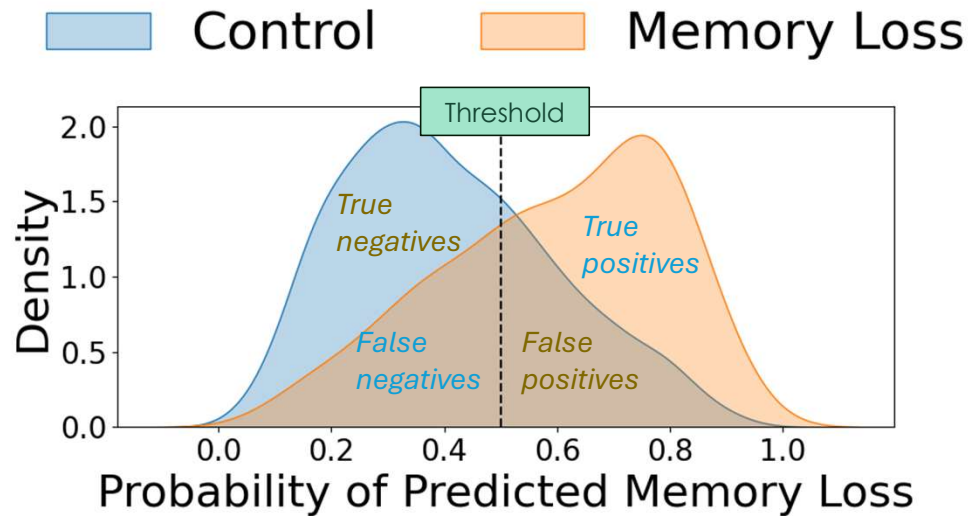 Control
Memory Loss
Threshold
2.0
1.5
1.0
0.5
0.0
Density
True
negatives
True
positives
False
negatives
False
positives
0.0 0.2 0.4 0.6 0.8 1.0
Probability of Predicted Memory Loss